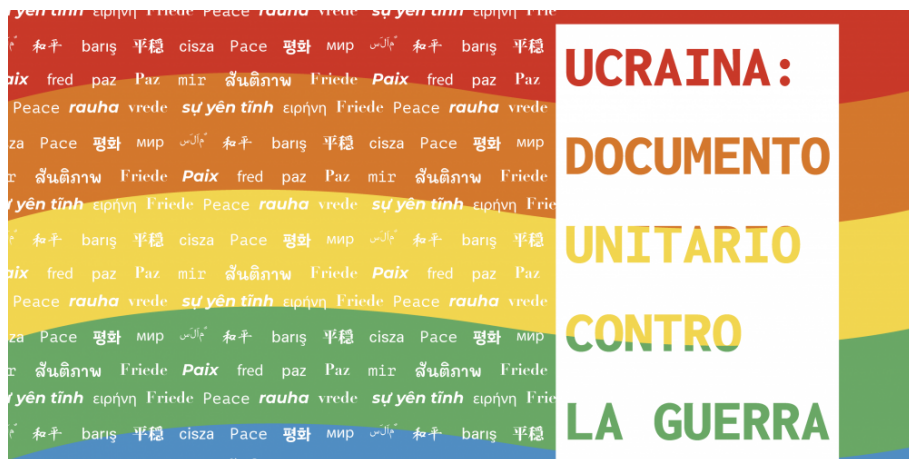 yên tĩnh ειρήνη Friede Peace rauha vrede sự yên tĩnh ειρήνη Frie
和平 barış 平穏 cisza Pace 평화 мир 和平 barış 平穏
aix fred paz Paz mir สันติภาพ Friede Paix fred paz Paz
Peace rauha vrede sự yên tĩnh ειρήνη Friede Peace rauha vrede
za Pace 평화 мир 和平 barış 平穏 cisza Pace 평화 мир
r สันติภาพ Friede Paix fred paz Paz mir สันติภาพ Friede
yên tĩnh ειρήνη Friede Peace rauha vrede sự yên tĩnh ειρήνη Frie
和平 barış 平穏 cisza Pace 평화 мир 和平 barış 平穏
aix fred paz Paz mir สันติภาพ Friede Paix fred paz Paz
Peace rauha vrede sự yên tĩnh ειρήνη Friede Peace rauha vrede
za Pace 평화 мир 和平 barış 平穏 cisza Pace 평화 мир
r สันติภาพ Friede Paix fred paz Paz mir สันติภาพ Friede
yên tĩnh ειρήνη Friede Peace rauha vrede sự yên tĩnh ειρήνη Frie
和平 barış 平穏 cisza Pace 평화 мир 和平 barış 平穏
UCRAINA:
DOCUMENTO
UNITARIO
CONTRO
LA GUERRA